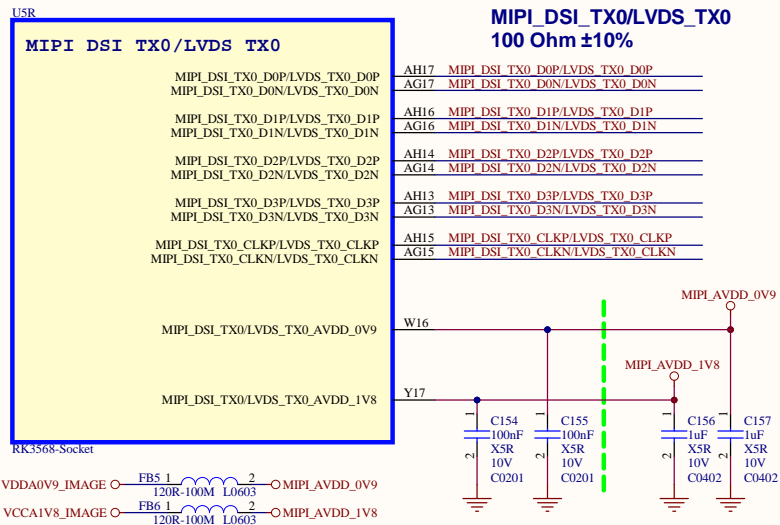 U5R
MIPI_DSI_TX0/LVDS_TX0
100 Ohm ±10%
MIPI DSI TX0/LVDS TX0
MIPI_DSI_TX0_D0P/LVDS_TX0_D0P AH17 MIPI_DSI_TX0_D0P/LVDS_TX0_D0P
MIPI_DSI_TX0_D0N/LVDS_TX0_D0N AG17 MIPI_DSI_TX0_D0N/LVDS_TX0_D0N
MIPI_DSI_TX0_D1P/LVDS_TX0_D1P AH16 MIPI_DSI_TX0_D1P/LVDS_TX0_D1P
MIPI_DSI_TX0_D1N/LVDS_TX0_D1N AG16 MIPI_DSI_TX0_D1N/LVDS_TX0_D1N
MIPI_DSI_TX0_D2P/LVDS_TX0_D2P AH14 MIPI_DSI_TX0_D2P/LVDS_TX0_D2P
MIPI_DSI_TX0_D2N/LVDS_TX0_D2N AG14 MIPI_DSI_TX0_D2N/LVDS_TX0_D2N
MIPI_DSI_TX0_D3P/LVDS_TX0_D3P AH13 MIPI_DSI_TX0_D3P/LVDS_TX0_D3P
MIPI_DSI_TX0_D3N/LVDS_TX0_D3N AG13 MIPI_DSI_TX0_D3N/LVDS_TX0_D3N
MIPI_DSI_TX0_CLKP/LVDS_TX0_CLKP AH15 MIPI_DSI_TX0_CLKP/LVDS_TX0_CLKP
MIPI_DSI_TX0_CLKN/LVDS_TX0_CLKN AG15 MIPI_DSI_TX0_CLKN/LVDS_TX0_CLKN
MIPI_AVDD_0V9
MIPI_DSI_TX0/LVDS_TX0_AVDD_0V9 W16
MIPI_AVDD_1V8
MIPI_DSI_TX0/LVDS_TX0_AVDD_1V8 Y17
1 C154 1 C155 1 C156 1 C157
100nF 100nF 1uF 1uF
X5R X5R X5R X5R
2 10V 2 10V 2 10V 2 10V
C0201 C0201 C0402 C0402
RK3568-Socket
VDDA0V9_IMAGE FB5 1 2 MIPI_AVDD_0V9
120R-100M L0603
VCCA1V8_IMAGE FB6 1 2 MIPI_AVDD_1V8
120R-100M L0603